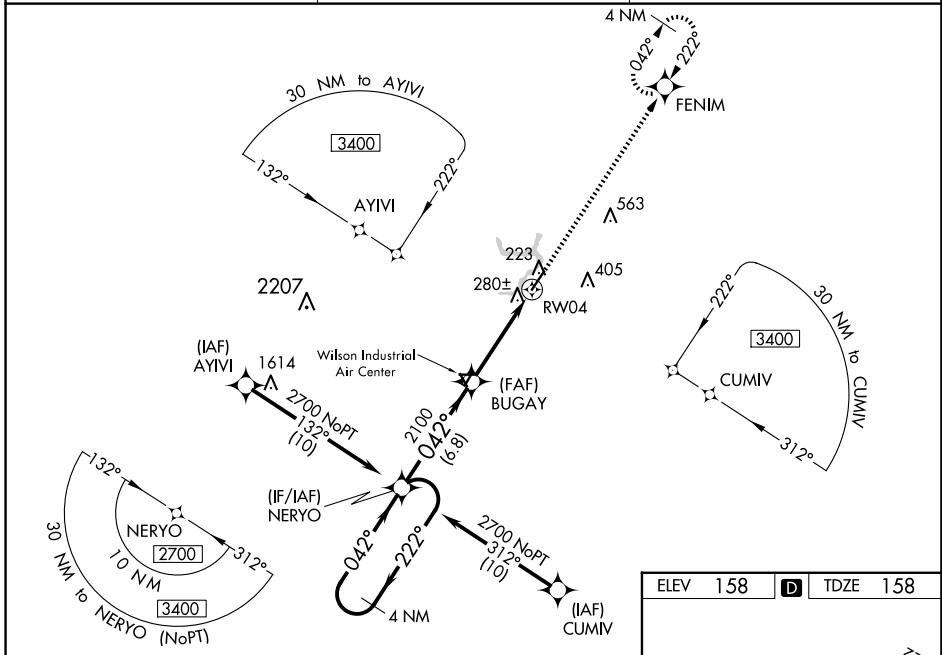 4 NM
042°
222°
FENIM
30 NM to AYIVI
3400
132°
222°
AYIVI
563
223
405
280±
RW04
2207
222°
30 NM to CUMIV
3400
CUMIV
312°
(IAF)
AYIVI
1614
Wilson Industrial
Air Center
(FAF)
BUGAY
2700 NoPT
132°
(10)
2100
042°
(6.8)
(IF/IAF)
NERYO
132°
NERYO
312°
2700
10 NM
3400
30 NM to NERYO (NoPT)
042°
222°
4 NM
2700 NoPT
312°
(10)
(IAF)
CUMIV
ELEV 158 D TDZE 158